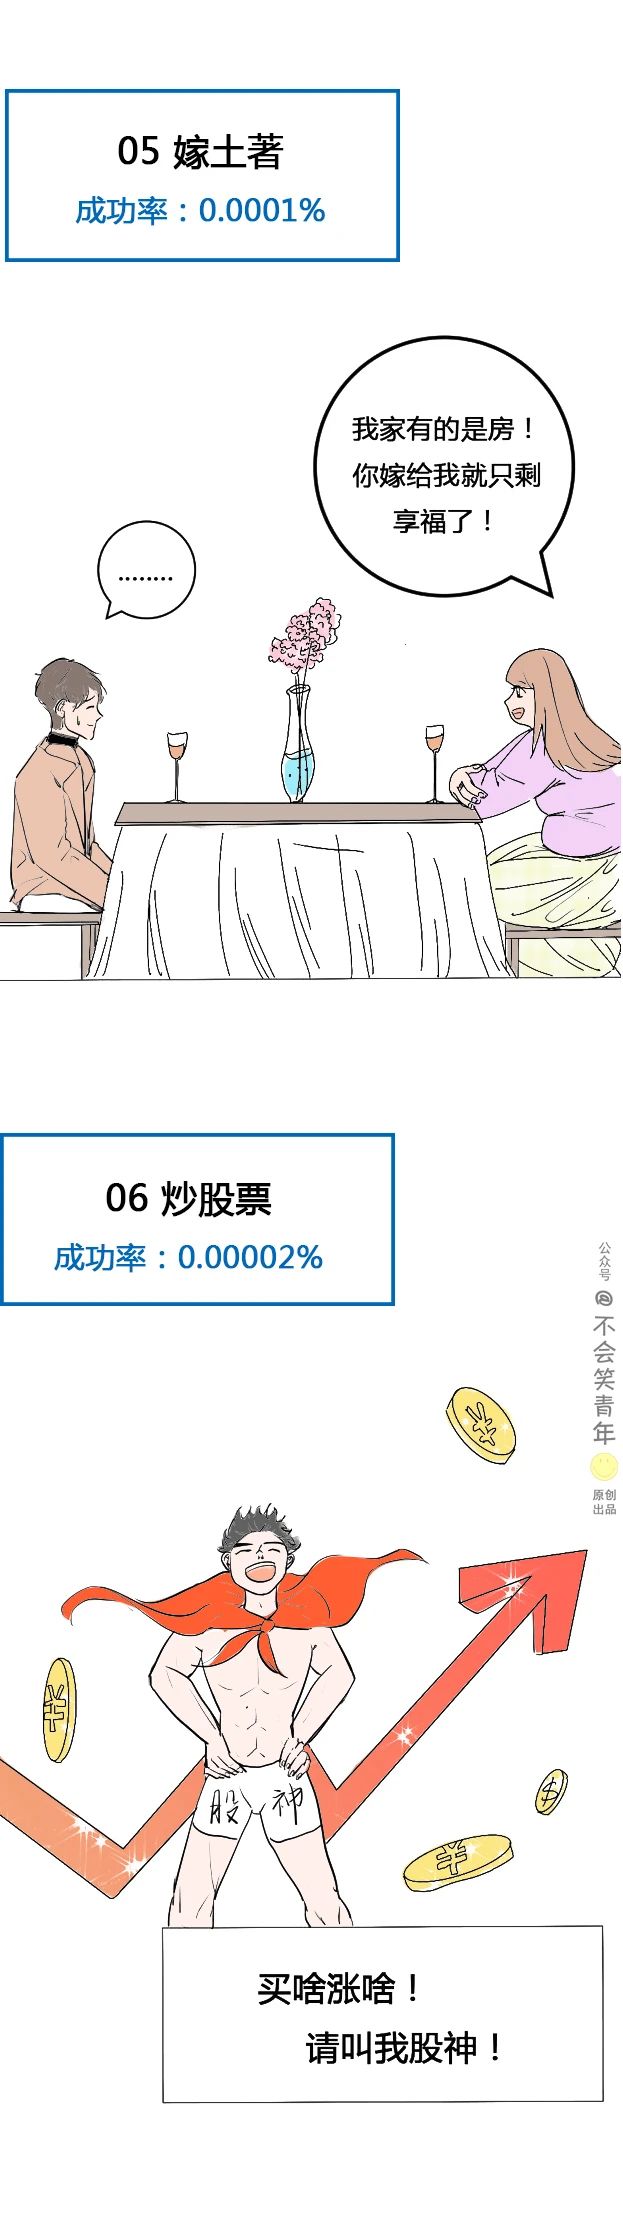 05 嫁土著
成功率：0.0001%
我家有的是房！
你嫁给我就只剩
享福了！
........
06 炒股票
成功率：0.00002%
公众号
@不会笑青年
原创
出品
¥
¥
$
¥
股神
买啥涨啥！
请叫我股神！